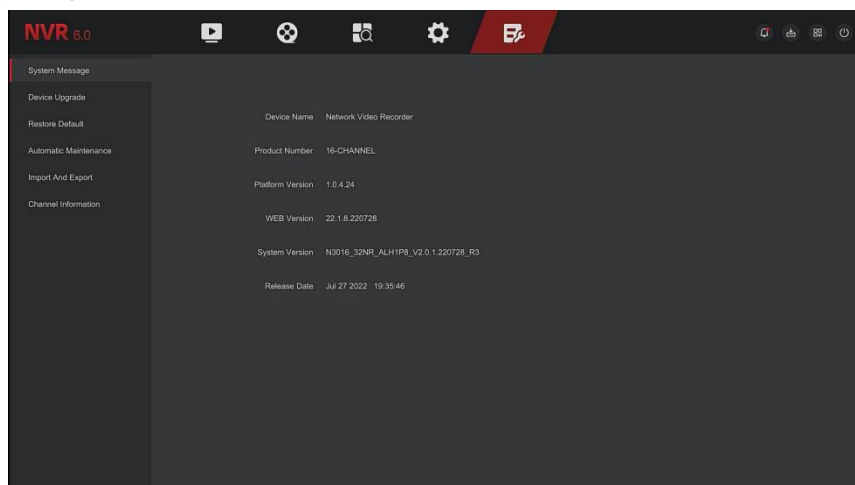 NVR 6.0
System Message
Device Upgrade
Restore Default
Automatic Maintenance
Import And Export
Channel Information
Device Name Network Video Recorder
Product Number 16-CHANNEL
Platform Version 1.0.4.24
WEB Version 22.1.8.220728
System Version N3016_32NR_ALH1P8_V2.0.1.220728_R3
Release Date Jul 27 2022 19:35:46